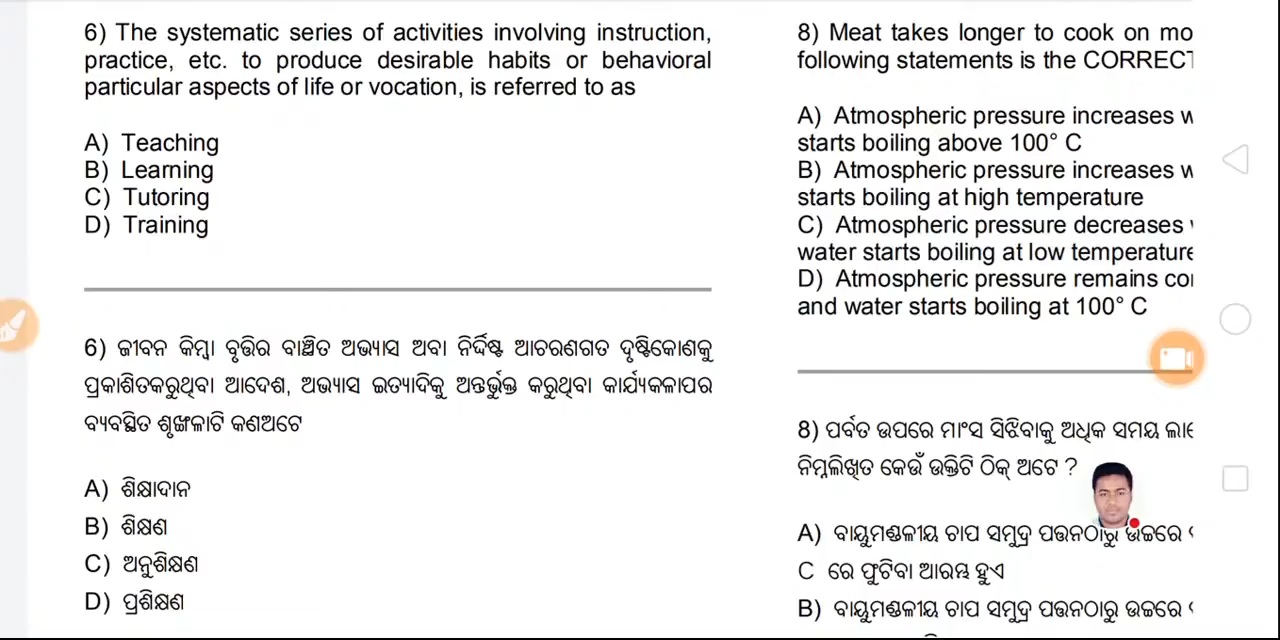 6) The systematic series of activities involving instruction,
practice, etc. to produce desirable habits or behavioral
particular aspects of life or vocation, is referred to as
A) Teaching
B) Learning
C) Tutoring
D) Training
6) ଜୀବନ କିମ୍ବା ବୃତ୍ତିର ବାଞ୍ଚିତ ଅଭ୍ୟାସ ଅବା ନିର୍ଦ୍ଦିଷ୍ଟ ଆଚରଣଗତ ଦୃଷ୍ଟିକୋଣକୁ
ପ୍ରକାଶିତକରୁଥିବା ଆଦେଶ, ଅଭ୍ୟାସ ଇତ୍ୟାଦିକୁ ଅନ୍ତର୍ଭୁକ୍ତ କରୁଥିବା କାର୍ଯ୍ୟକଳାପର
ବ୍ୟବସ୍ଥିତ ଶୃଙ୍ଖଳାଟି କଣଅଟେ
A) ଶିକ୍ଷାଦାନ
B) ଶିକ୍ଷଣ
C) ଅନୁଶିକ୍ଷଣ
D) ପ୍ରଶିକ୍ଷଣ
8) Meat takes longer to cook on
following statements is the CORRECT
A) Atmospheric pressure increases
starts boiling above 100° C
B) Atmospheric pressure increases
starts boiling at high temperature
C) Atmospheric pressure decreases
water starts boiling at low temperature
D) Atmospheric pressure remains
and water starts boiling at 100° C
8) ପର୍ବତ ଉପରେ ମାଂସ ସିଝିବାକୁ ଅଧିକ ସମୟ
ନିମ୍ନଲିଖିତ କେଉଁ ଉକ୍ତିଟି ଠିକ୍ ଅଟେ ?
A) ବାୟୁମଣ୍ଡଳୀୟ ଚାପ ସମୁଦ୍ର ପତ୍ତନଠାରୁ ଉଚ୍ଚରେ
C ରେ ଫୁଟିବା ଆରମ୍ଭ ହୁଏ
B) ବାୟୁମଣ୍ଡଳୀୟ ଚାପ ସମୁଦ୍ର ପତ୍ତନଠାରୁ ଉଚ୍ଚରେ